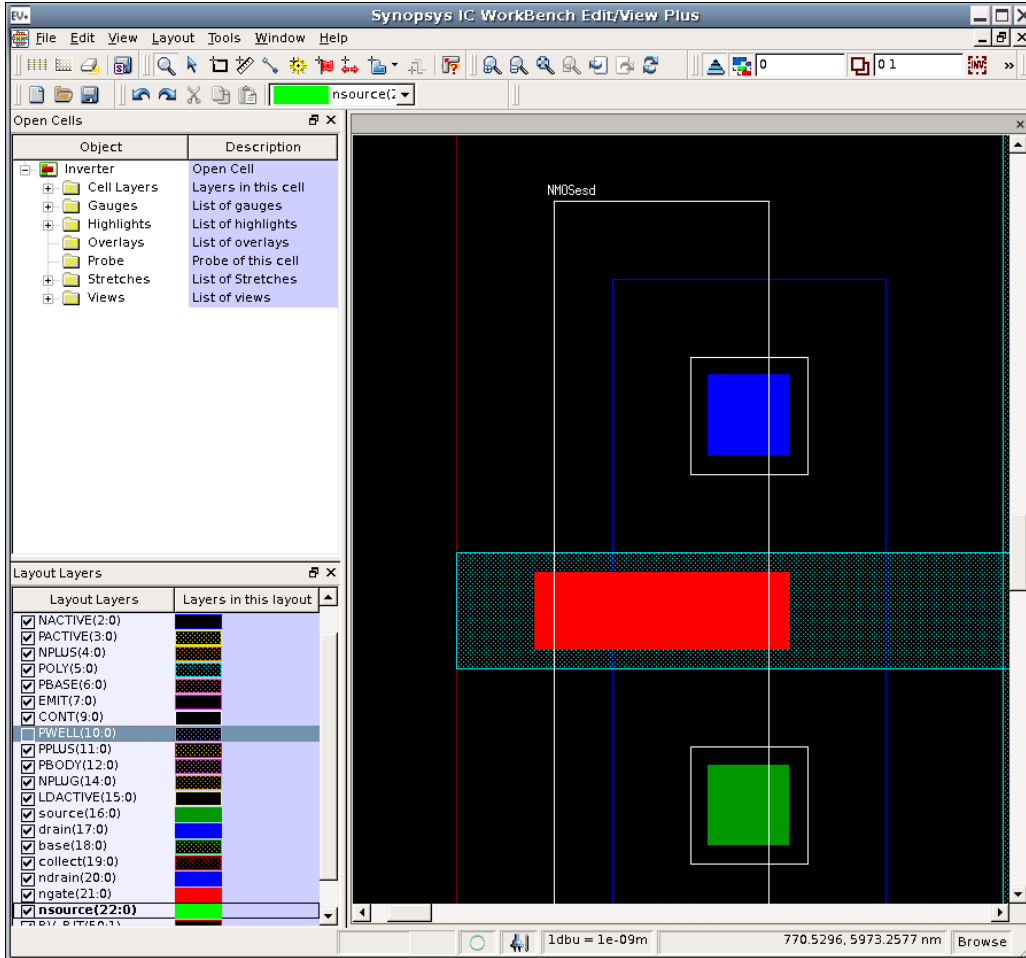 EV+ Synopsys IC WorkBench Edit/View Plus
File Edit View Layout Tools Window Help
0 0 1 INV »
nsource(2
Open Cells
Object Description
Inverter Open Cell
Cell Layers Layers in this cell
Gauges List of gauges
Highlights List of highlights
Overlays List of overlays
Probe Probe of this cell
Stretches List of Stretches
Views List of views
NMOSesd
Layout Layers
Layout Layers Layers in this layout
NACTIVE(2:0)
PACTIVE(3:0)
NPLUS(4:0)
POLY(5:0)
PBASE(6:0)
EMIT(7:0)
CONT(9:0)
PWELL(10:0)
PPLUS(11:0)
PBODY(12:0)
NPLUG(14:0)
LDACTIVE(15:0)
source(16:0)
drain(17:0)
base(18:0)
collect(19:0)
ndrain(20:0)
ngate(21:0)
nsource(22:0)
1dbu = 1e-09m 770.5296, 5973.2577 nm Browse